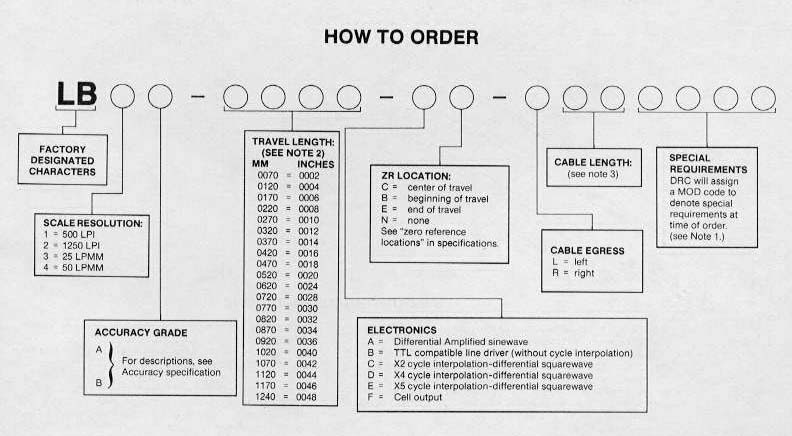 HOW TO ORDER
LB - - -
FACTORY
DESIGNATED
CHARACTERS
SCALE RESOLUTION:
1 = 500 LPI
2 = 1250 LPI
3 = 25 LPMM
4 = 50 LPMM
ACCURACY GRADE
A
B
For descriptions, see
Accuracy specification
TRAVEL LENGTH:
(SEE NOTE 2)
MM INCHES
0070 = 0002
0120 = 0004
0170 = 0006
0220 = 0008
0270 = 0010
0320 = 0012
0370 = 0014
0420 = 0016
0470 = 0018
0520 = 0020
0620 = 0024
0720 = 0028
0770 = 0030
0820 = 0032
0870 = 0034
0920 = 0036
1020 = 0040
1070 = 0042
1120 = 0044
1170 = 0046
1240 = 0048
ZR LOCATION:
C = center of travel
B = beginning of travel
E = end of travel
N = none
See "zero reference
locations" in specifications.
ELECTRONICS
A = Differential Amplified sinewave
B = TTL compatible line driver (without cycle interpolation)
C = X2 cycle interpolation-differential squarewave
D = X4 cycle interpolation-differential squarewave
E = X5 cycle interpolation-differential squarewave
F = Cell output
CABLE LENGTH:
(see note 3)
CABLE EGRESS
L = left
R = right
SPECIAL
REQUIREMENTS
DRC will assign
a MOD code to
denote special
requirements at
time of order.
(see Note 1.)